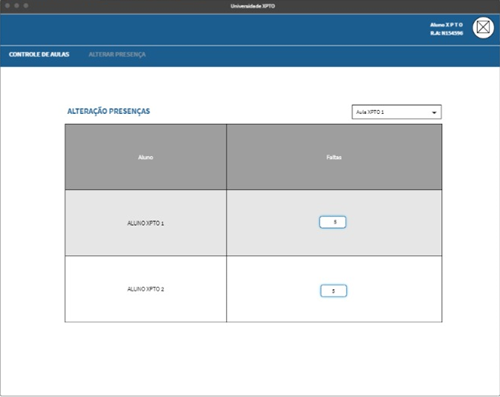 Universidade XPTO
Aluno X P T O
R.A: N154596
CONTROLE DE AULAS ALTERAR PRESENÇA
ALTERAÇÃO PRESENÇAS
Aula XPTO 1
Aluno Faltas
ALUNO XPTO 1 5
ALUNO XPTO 2 5